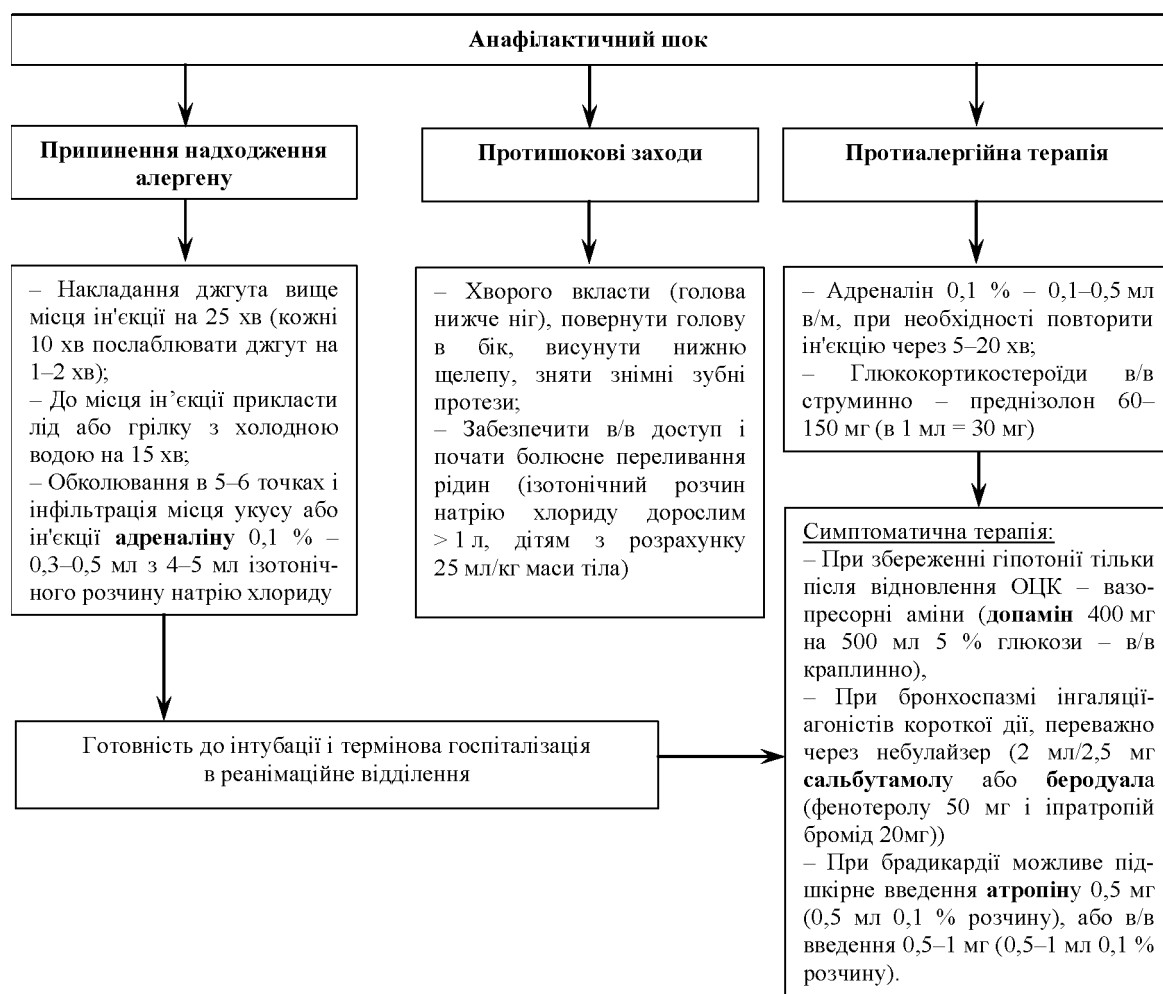 Анафілактичний шок
Припинення надходження
алергену
Протишокові заходи
Протиалергійна терапія
– Накладання джгута вище
місця ін'єкції на 25 хв (кожні
10 хв послаблювати джгут на
1–2 хв);
– До місця ін’єкції прикласти
лід або грілку з холодною
водою на 15 хв;
– Обколювання в 5–6 точках і
інфільтрація місця укусу або
ін'єкції адреналіну 0,1 % –
0,3–0,5 мл з 4–5 мл ізотоніч-
ного розчину натрію хлориду
– Хворого вкласти (голова
нижче ніг), повернути голову
в бік, висунути нижню
щелепу, зняти знімні зубні
протези;
– Забезпечити в/в доступ і
почати болюсне переливання
рідин (ізотонічний розчин
натрію хлориду дорослим
> 1 л, дітям з розрахунку
25 мл/кг маси тіла)
– Адреналін 0,1 % – 0,1–0,5 мл
в/м, при необхідності повторити
ін'єкцію через 5–20 хв;
– Глюкокортикостероїди в/в
струминно – преднізолон 60–
150 мг (в 1 мл = 30 мг)
Симптоматична терапія:
– При збереженні гіпотонії тільки
після відновлення ОЦК – вазо-
пресорні аміни (допамін 400 мг
на 500 мл 5 % глюкози – в/в
краплинно),
– При бронхоспазмі інгаляції-
агоністів короткої дії, переважно
через небулайзер (2 мл/2,5 мг
сальбутамолу або беродуала
(фенотеролу 50 мг і іпратропій
бромід 20мг))
– При брадикардії можливе під-
шкірне введення атропіну 0,5 мг
(0,5 мл 0,1 % розчину), або в/в
введення 0,5–1 мг (0,5–1 мл 0,1 %
розчину).
Готовність до інтубації і термінова госпіталізація
в реанімаційне відділення